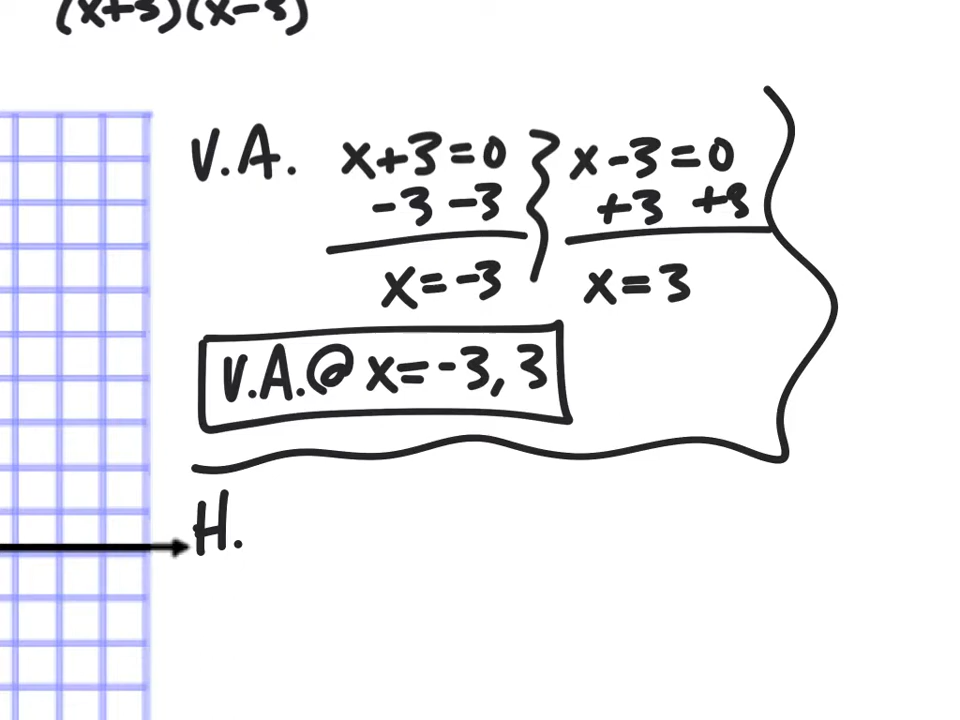 (x+3)(x-3)
V.A. x+3=0 x-3=0
-3 -3 +3 +3
x=-3 x=3
V.A.@ x=-3, 3
H.